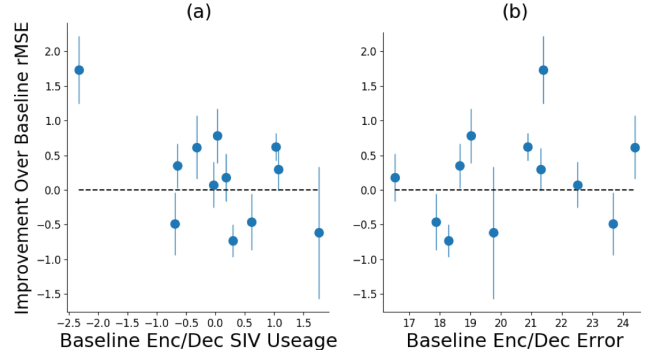 (a)
(b)
Improvement Over Baseline rMSE
2.0
1.5
1.0
0.5
0.0
−0.5
−1.0
−1.5
−2.5 −2.0 −1.5 −1.0 −0.5 0.0 0.5 1.0 1.5
Baseline Enc/Dec SIV Useage
2.0
1.5
1.0
0.5
0.0
−0.5
−1.0
−1.5
17 18 19 20 21 22 23 24
Baseline Enc/Dec Error